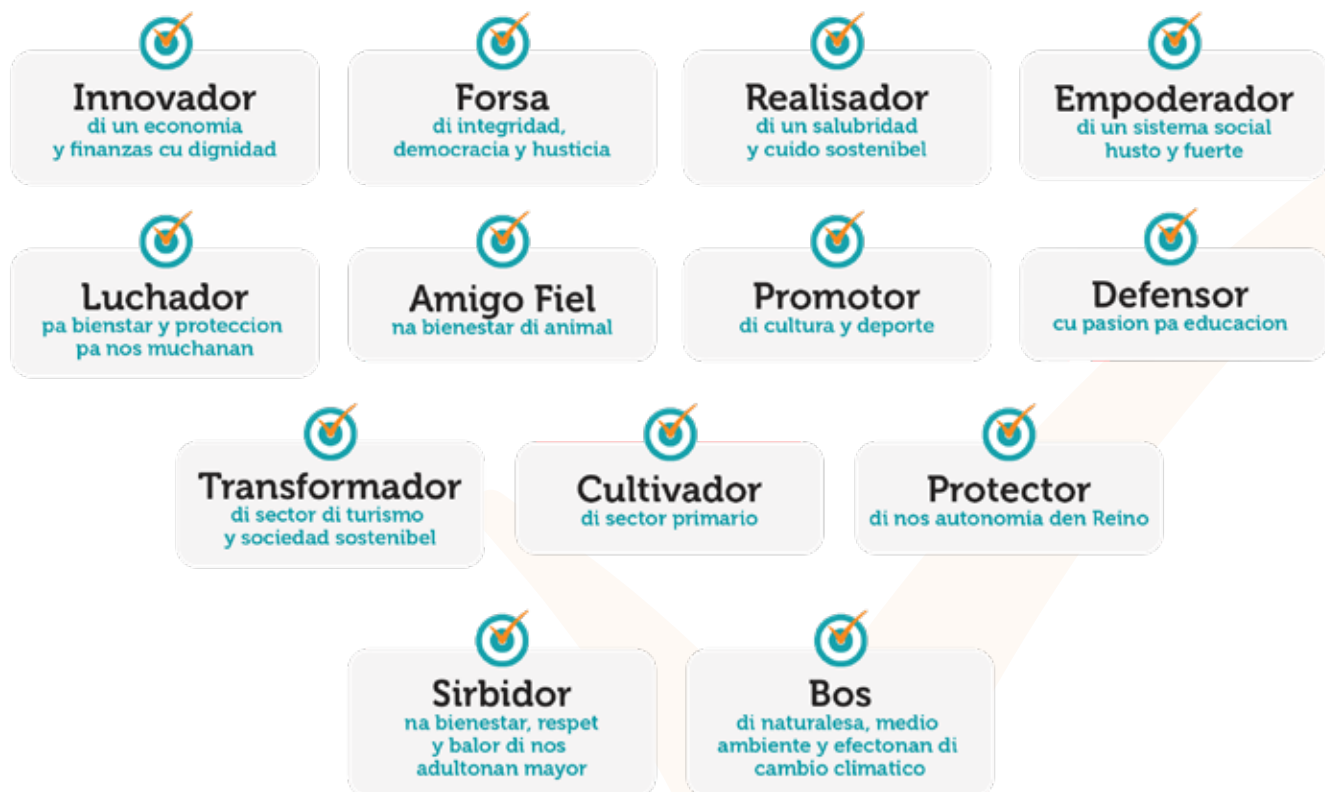 Innovador
di un economia
y finanzas cu dignidad
Forsa
di integridad,
democracia y husticia
Realisador
di un salubridad
y cuido sostenibel
Empoderador
di un sistema social
husto y fuerte
Luchador
pa bienstar y proteccion
pa nos muchanan
Amigo Fiel
na bienestar di animal
Promotor
di cultura y deporte
Defensor
cu pasion pa educacion
Transformador
di sector di turismo
y sociedad sostenibel
Cultivador
di sector primario
Protector
di nos autonomia den Reino
Sirbidor
na bienestar, respet
y balor di nos
adultonan mayor
Bos
di naturalesa, medio
ambiente y efectonan di
cambio climatico